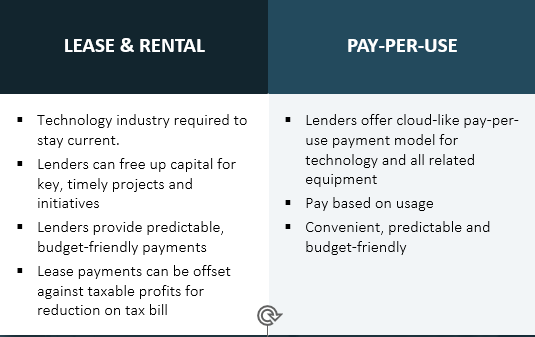 LEASE & RENTAL
▪ Technology industry required to
stay current.
▪ Lenders can free up capital for
key, timely projects and
initiatives
▪ Lenders provide predictable,
budget-friendly payments
▪ Lease payments can be offset
against taxable profits for
reduction on tax bill
PAY-PER-USE
▪ Lenders offer cloud-like pay-per-
use payment model for
technology and all related
equipment
▪ Pay based on usage
▪ Convenient, predictable and
budget-friendly